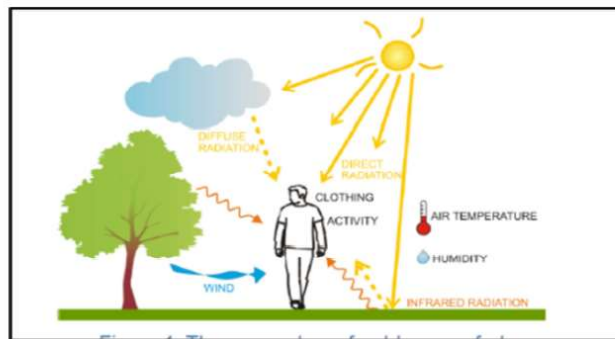 DIFFUSE
RADIATION
DIRECT
RADIATION
CLOTHING
ACTIVITY
AIR TEMPERATURE
HUMIDITY
WIND
INFRARED RADIATION